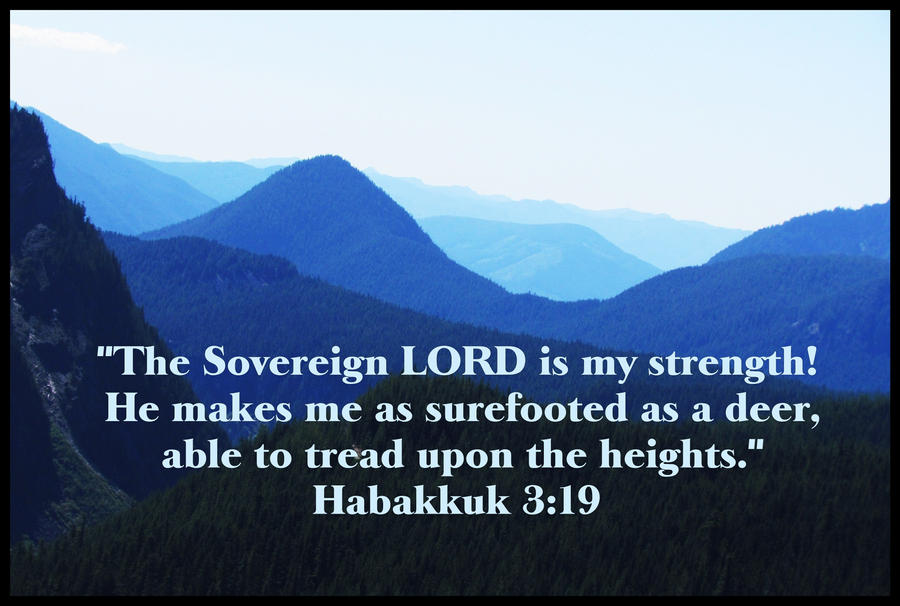 "The Sovereign LORD is my strength!
He makes me as surefooted as a deer,
able to tread upon the heights."
Habakkuk 3:19